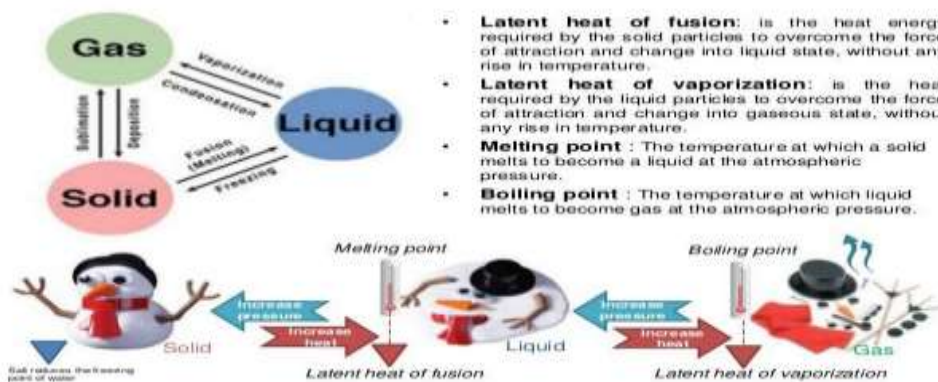 Gas
Vaporization
Condensation
Liquid
Sublimation
Deposition
Fusion
(Melting)
Freezing
Solid
• Latent heat of fusion: is the heat energ
required by the solid particles to overcome the force
of attraction and change into liquid state, without an
rise in temperature.
• Latent heat of vaporization: is the hea
required by the liquid particles to overcome the force
of attraction and change into gaseous state, withou
any rise in temperature.
• Melting point : The temperature at which a solid
melts to become a liquid at the atmospheric
pressure.
• Boiling point : The temperature at which liquid
melts to become gas at the atmospheric pressure.
Melting point
Boiling point
Increase
pressure
Increase
heat
Increase
pressure
Increase
heat
Solid
Liquid
Gas
Salt reduces the freezing
point of water
Latent heat of fusion
Latent heat of vaporization